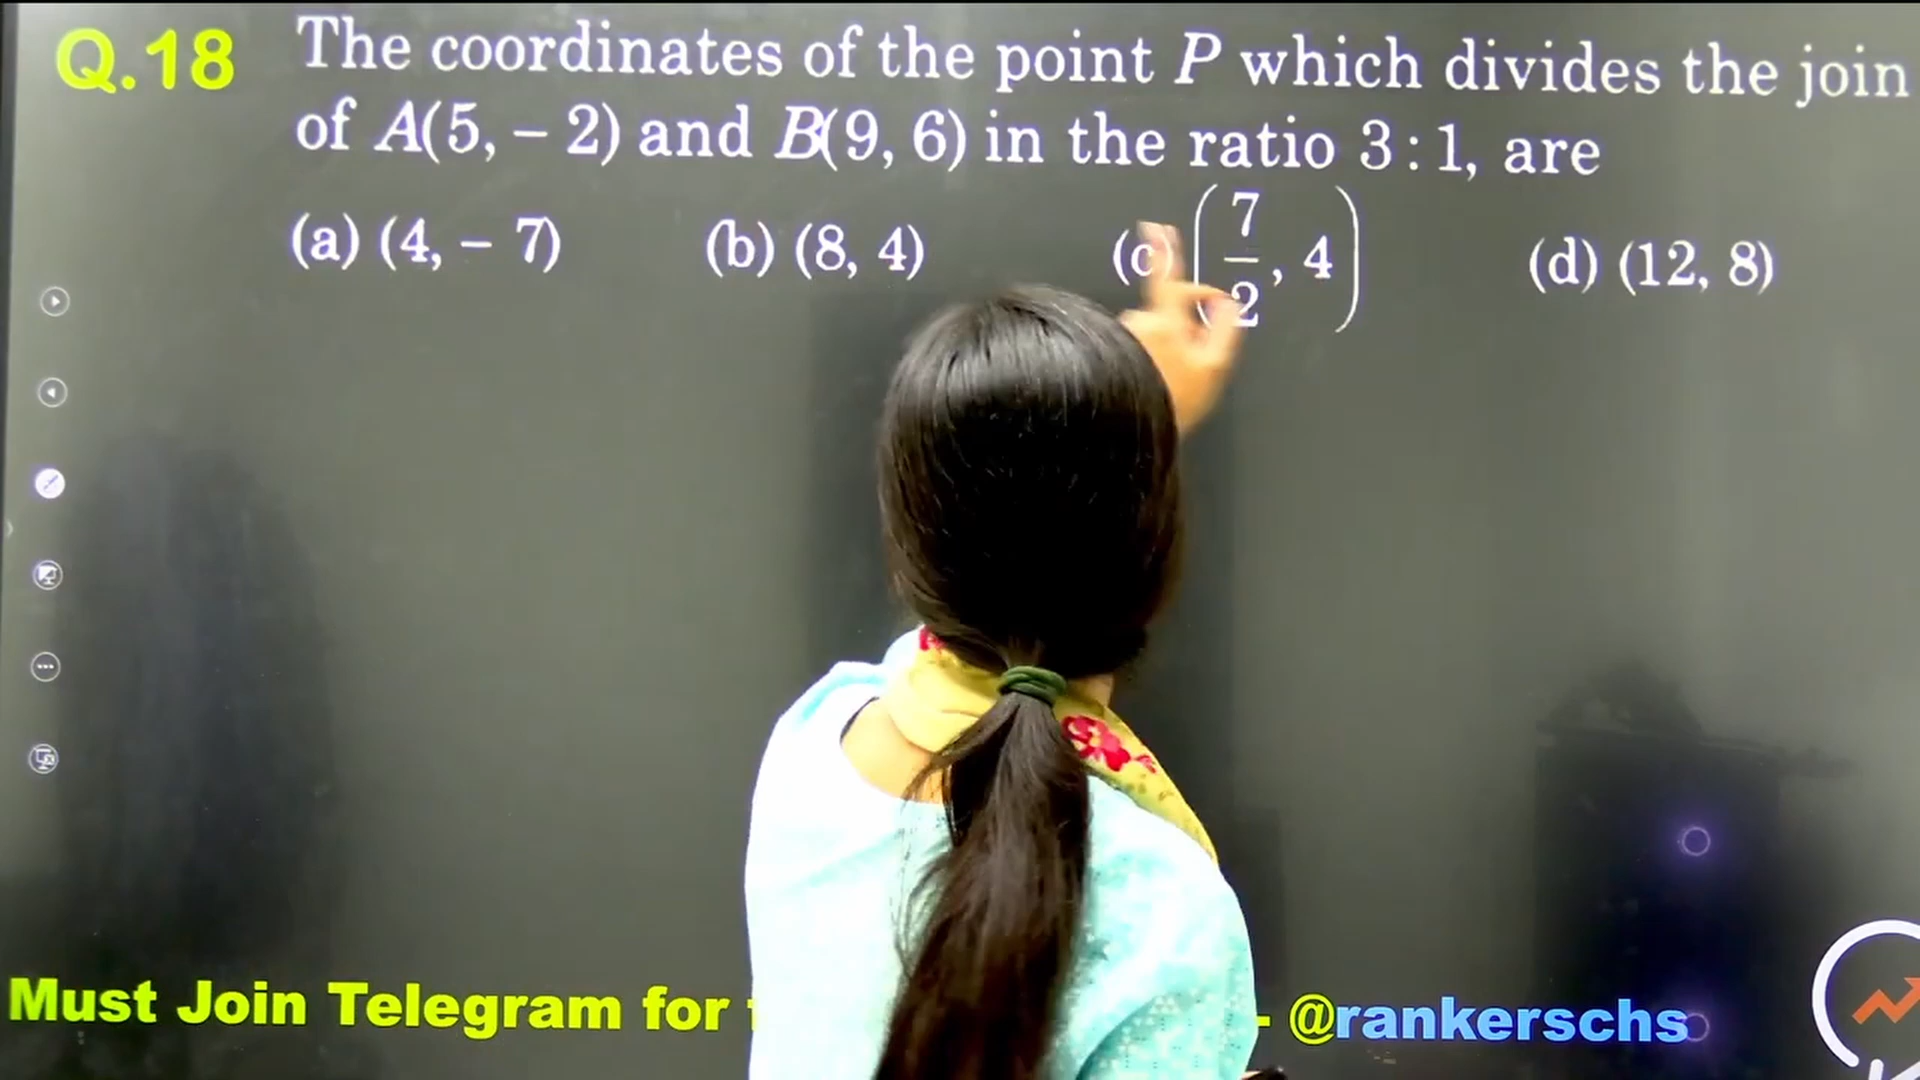 Q.18 The coordinates of the point P which divides the join
of A(5, – 2) and B(9, 6) in the ratio 3 : 1, are
(a) (4, – 7) (b) (8, 4) (c) (7/2, 4) (d) (12, 8)
Must Join Telegram for - @rankerschs